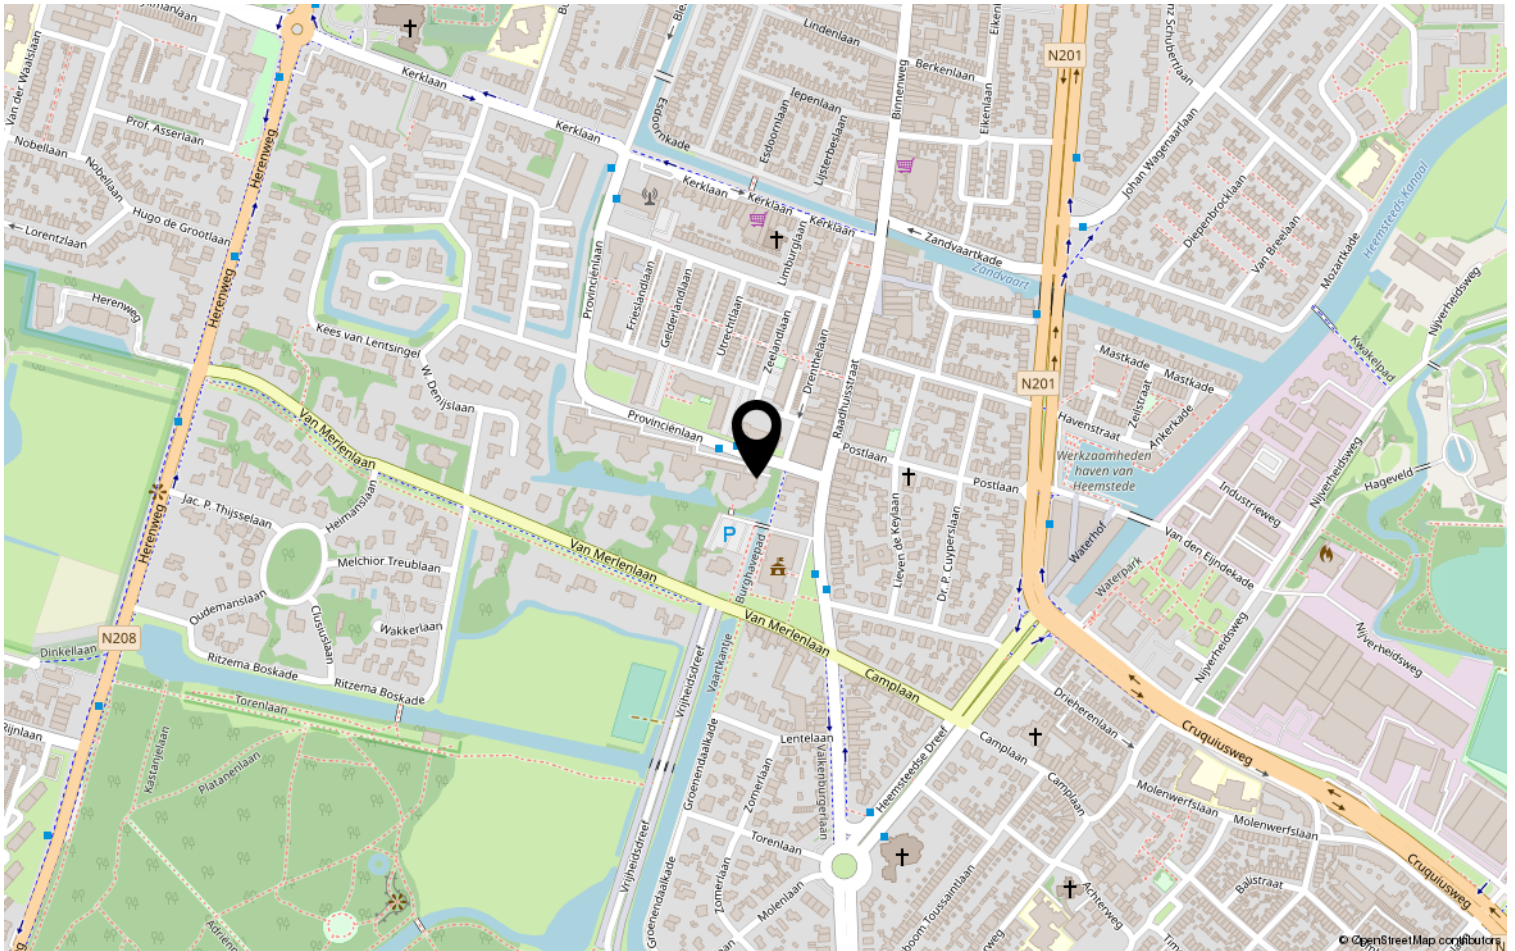 N201
Lindenlaan
Berkenlaan
Eikenlaan
Binnenweg
Iepenlaan
Esdoornlaan
Lijsterbeslaan
Esdoornkade
Kerklaan
Kerklaan
Kerklaan
Kerklaan
Kerklaan
Van der Waalslaan
Prof. Asserlaan
Nobellaan
Nobellaan
Hugo de Grootlaan
Lorentzlaan
Herenweg
Herenweg
Herenweg
Herenweg
Johan Wagenaarlaan
Diepenbrocklaan
Van Breelaan
Mozartkade
Heemsteeds Kanaal
Nijverheidsweg
Kwakelpad
Zandvaartkade
Zandvaart
Limburglaan
Provinciënlaan
Frieslandlaan
Gelderlandlaan
Utrechtlaan
Zeelandlaan
Drenthelaan
Raadhuisstraat
Kees van Lentsingel
W. Denijslaan
N201
Mastkade
Mastkade
Zeilstraat
Ankerkade
Havenstraat
Werkzaamheden
haven van
Heemstede
Provinciënlaan
Postlaan
Postlaan
Van Merlenlaan
Van Merlenlaan
Van Merlenlaan
Jac. P. Thijsselaan
Heimanslaan
Melchior Treublaan
Oudemanslaan
Clusiuslaan
Wakkerlaan
N208
Dinkellaan
Ritzema Boskade
Ritzema Boskade
Torenlaan
Kastanjelaan
Platanenlaan
Rijnlaan
P
Burghavepad
Lieven de Keylaan
Dr. P. Cuyperslaan
Industrieweg
Nijverheidsweg
Hageveld
Waterhof
Van den Eijndekade
Waterpark
Nijverheidsweg
Nijverheidsweg
Camplaan
Camplaan
Camplaan
Vrijheidsdreef
Vrijheidsdreef
Vaartkantje
Groenendaalkade
Groenendaalkade
Lentelaan
Zomerlaan
Zomerlaan
Valkenburgerlaan
Heemsteedse Dreef
Drieherenlaan
Cruquiusweg
Cruquiusweg
Molenwerfslaan
Molenwerfslaan
Torenlaan
Molenlaan
Achterweg
Balistraat
© OpenStreetMap contributors